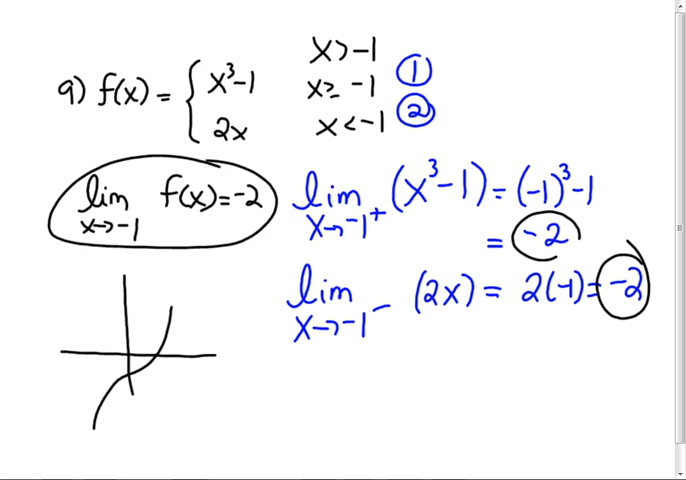 x > -1
9) f(x) = { x³-1 x ≥ -1 ①
2x x < -1 ②
lim x→-1 f(x) = -2
lim x→-1⁺ (x³-1) = (-1)³-1
= -2
lim x→-1⁻ (2x) = 2(-1) = -2